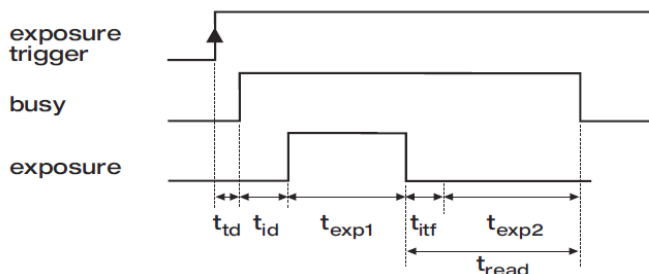 exposure
trigger
busy
exposure
ttd tid texp1 titf texp2
tread